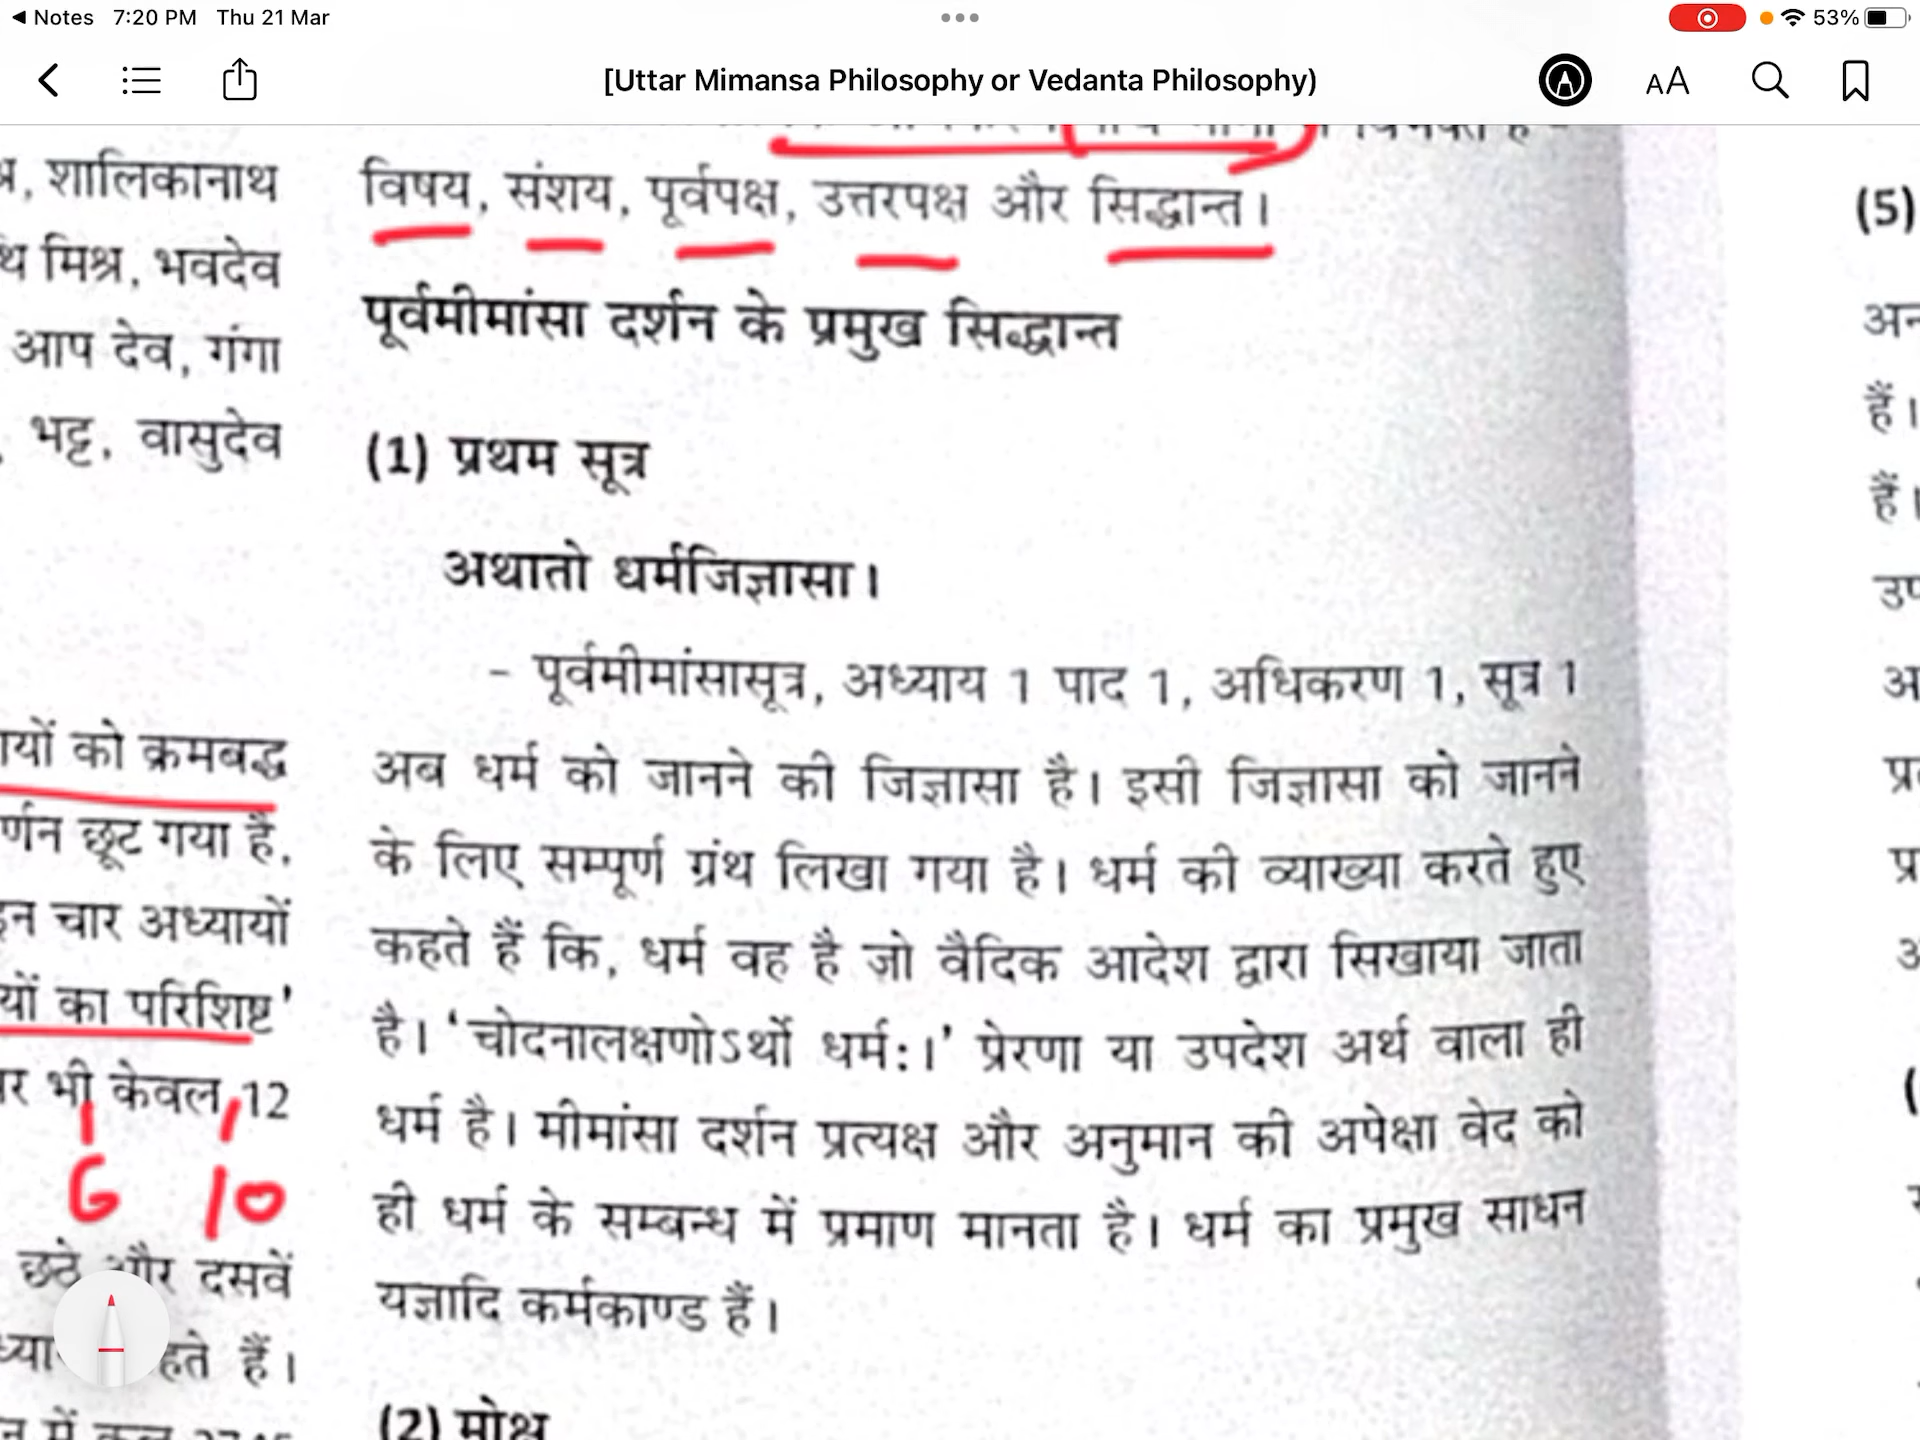 Notes 7:20 PM Thu 21 Mar
53%
[Uttar Mimansa Philosophy or Vedanta Philosophy)
AA
शालिकानाथ
मिश्र, भवदेव
आप देव, गंगा
भट्ट, वासुदेव
को क्रमबद्ध
छूट गया है,
चार अध्यायों
का परिशिष्ट'
भी केवल 12
6 10
छठे और दसवें
हैं।
विषय, संशय, पूर्वपक्ष, उत्तरपक्ष और सिद्धान्त।
पूर्वमीमांसा दर्शन के प्रमुख सिद्धान्त
(1) प्रथम सूत्र
अथातो धर्मजिज्ञासा।
- पूर्वमीमांसासूत्र, अध्याय 1 पाद 1, अधिकरण 1, सूत्र 1
अब धर्म को जानने की जिज्ञासा है। इसी जिज्ञासा को जानने
के लिए सम्पूर्ण ग्रंथ लिखा गया है। धर्म की व्याख्या करते हुए
कहते हैं कि, धर्म वह है जो वैदिक आदेश द्वारा सिखाया जाता
है। 'चोदनालक्षणोऽर्थो धर्मः।' प्रेरणा या उपदेश अर्थ वाला ही
धर्म है। मीमांसा दर्शन प्रत्यक्ष और अनुमान की अपेक्षा वेद को
ही धर्म के सम्बन्ध में प्रमाण मानता है। धर्म का प्रमुख साधन
यज्ञादि कर्मकाण्ड हैं।
(2) मोक्ष
(5)
हैं।
हैं।